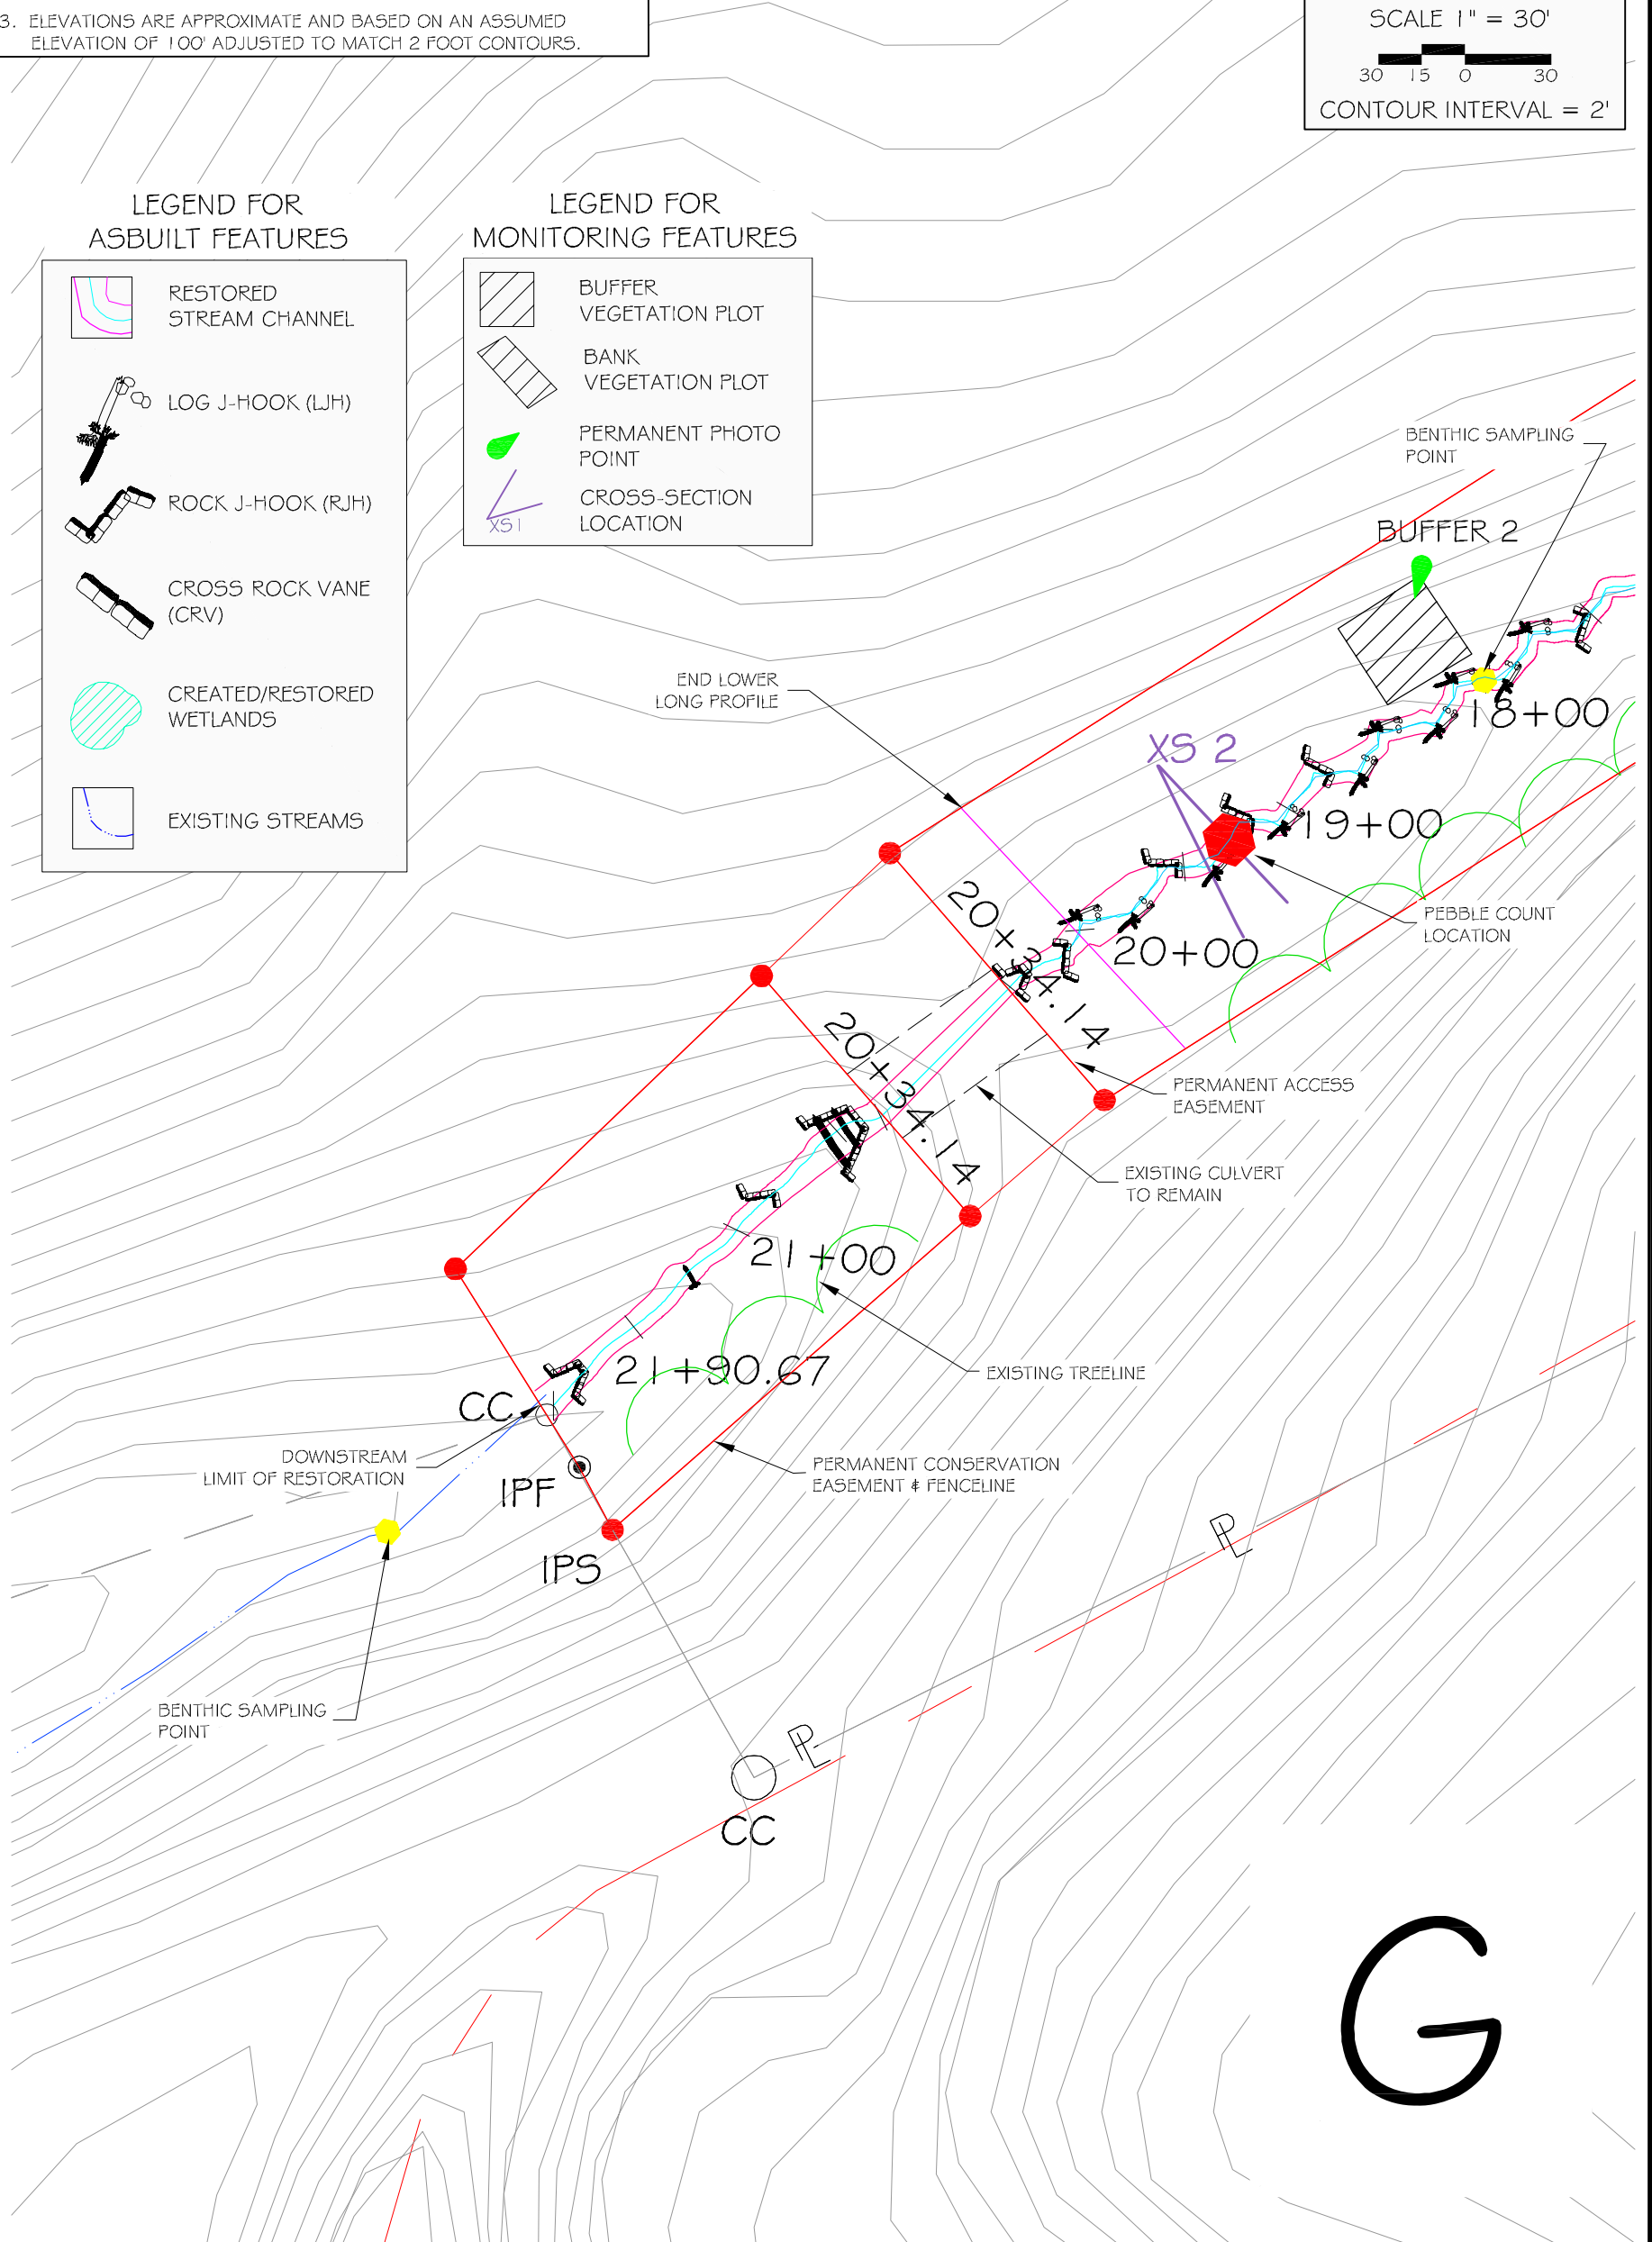 3. ELEVATIONS ARE APPROXIMATE AND BASED ON AN ASSUMED
ELEVATION OF 100' ADJUSTED TO MATCH 2 FOOT CONTOURS.
SCALE 1" = 30'
30 15 0 30
CONTOUR INTERVAL = 2'
LEGEND FOR
ASBUILT FEATURES
RESTORED
STREAM CHANNEL
LOG J-HOOK (LJH)
ROCK J-HOOK (RJH)
CROSS ROCK VANE
(CRV)
CREATED/RESTORED
WETLANDS
EXISTING STREAMS
LEGEND FOR
MONITORING FEATURES
BUFFER
VEGETATION PLOT
BANK
VEGETATION PLOT
PERMANENT PHOTO
POINT
XS1
CROSS-SECTION
LOCATION
BENTHIC SAMPLING
POINT
BUFFER 2
18+00
END LOWER
LONG PROFILE
XS 2
19+00
PEBBLE COUNT
LOCATION
20+00
20+34.14
20+34.14
PERMANENT ACCESS
EASEMENT
EXISTING CULVERT
TO REMAIN
21+00
EXISTING TREELINE
21+90.67
CC
DOWNSTREAM
LIMIT OF RESTORATION
IPF
PERMANENT CONSERVATION
EASEMENT & FENCELINE
IPS
PL
BENTHIC SAMPLING
POINT
PL
CC
G